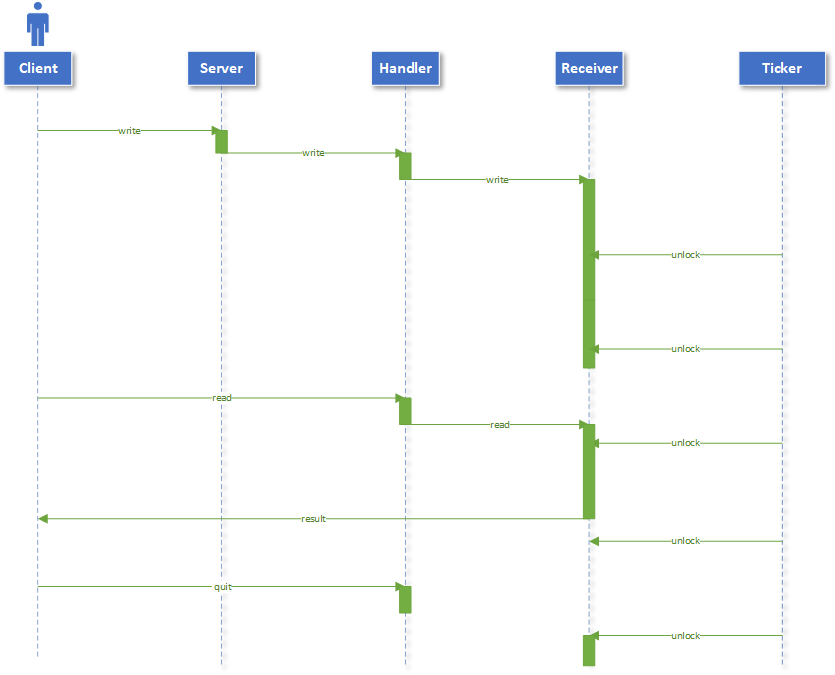 Client
Server
Handler
Receiver
Ticker
write
write
write
unlock
unlock
read
read
unlock
result
unlock
quit
unlock